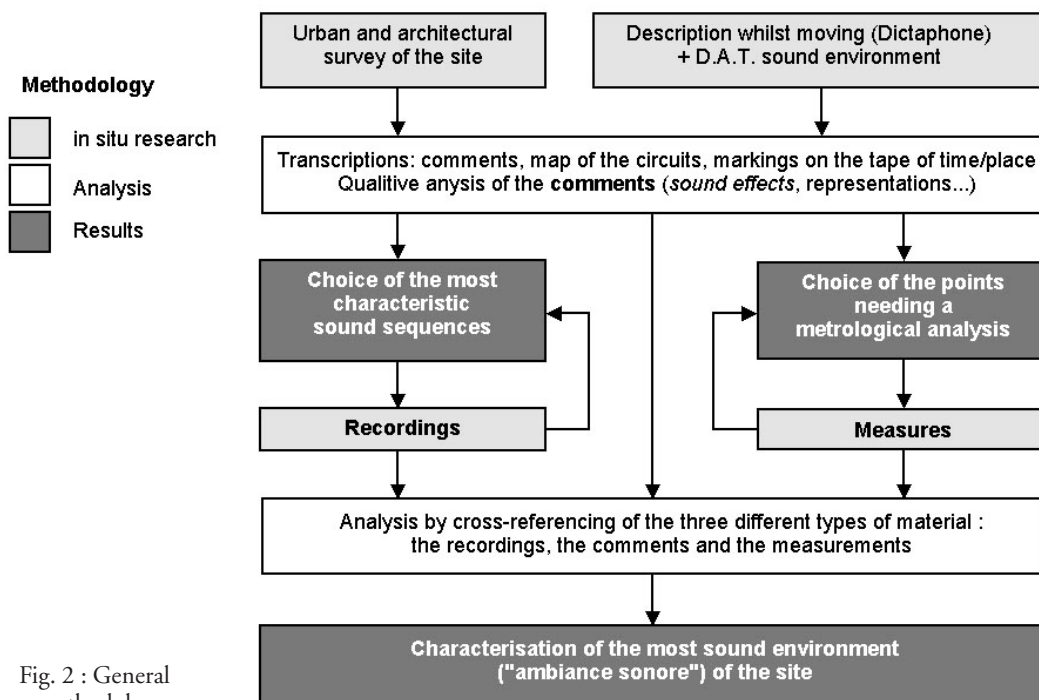 Urban and architectural
survey of the site
Description whilst moving (Dictaphone)
+ D.A.T. sound environment
Methodology
in situ research
Analysis
Results
Transcriptions: comments, map of the circuits, markings on the tape of time/place
Qualitive anysis of the comments (sound effects, representations...)
Choice of the most
characteristic
sound sequences
Choice of the points
needing a
metrological analysis
Recordings
Measures
Analysis by cross-referencing of the three different types of material :
the recordings, the comments and the measurements
Characterisation of the most sound environment
("ambiance sonore") of the site
Fig. 2 : General